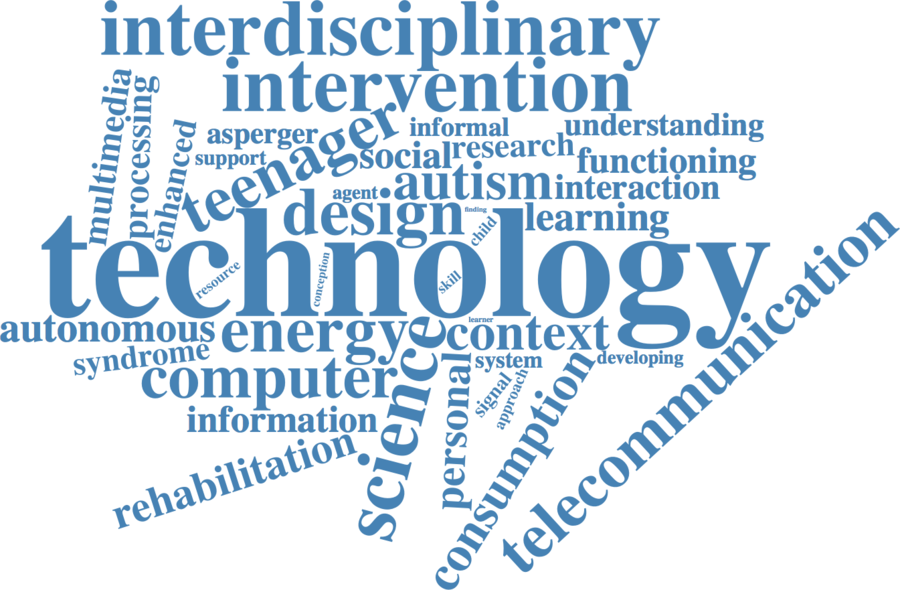 interdisciplinary
intervention
multimedia
processing
enhanced
asperger
support
teenager
informal
understanding
social
research
functioning
agent
autism
interaction
design
finding
child
learning
technology
resource
conception
skill
telecommunication
autonomous
energy
learner
context
syndrome
system
developing
computer
science
personal
signal
approach
consumption
information
rehabilitation